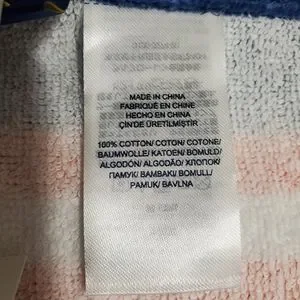 MADE IN CHINA
FABRIQUÉ EN CHINE
HECHO EN CHINA
ÇİN'DE ÜRETİLMİŞTİR
100% COTTON/ COTON/ COTONE/
BAUMWOLLE/ KATOEN/ BOMULD/
ALGODÓN/ ALGODÃO/ ХЛОПОК/
ПАМУК/ BAMBAKI/ BOMULL/
PAMUK/ BAVLNA